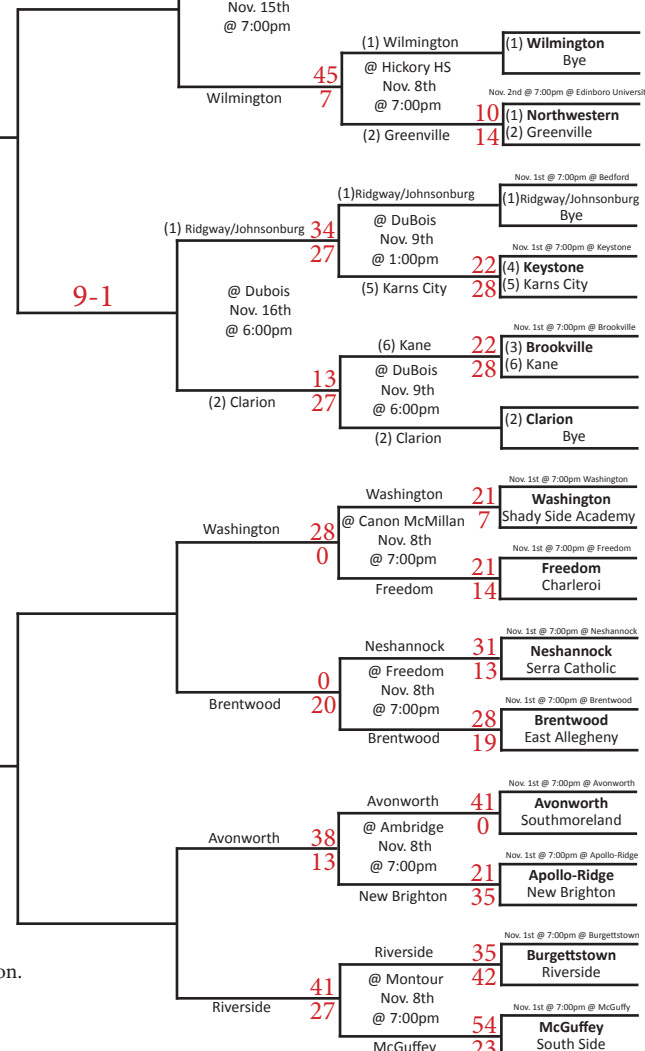 Nov. 15th
@ 7:00pm
(1) Wilmington
(1) Wilmington
Bye
@ Hickory HS
Nov. 8th
@ 7:00pm
45
7
Wilmington
Nov. 2nd @ 7:00pm @ Edinboro Universit
10
14
(1) Northwestern
(2) Greenville
(2) Greenville
Nov. 1st @ 7:00pm @ Bedford
(1)Ridgway/Johnsonburg
(1)Ridgway/Johnsonburg
Bye
(1) Ridgway/Johnsonburg
34
27
@ DuBois
Nov. 9th
@ 1:00pm
Nov. 1st @ 7:00pm @ Keystone
22
28
(4) Keystone
(5) Karns City
(5) Karns City
9-1
@ Dubois
Nov. 16th
@ 6:00pm
Nov. 1st @ 7:00pm @ Brookville
(6) Kane
22
28
(3) Brookville
(6) Kane
@ DuBois
Nov. 9th
@ 6:00pm
13
27
(2) Clarion
(2) Clarion
Bye
(2) Clarion
Nov. 1st @ 7:00pm Washington
Washington
21
7
Washington
Shady Side Academy
Washington
28
0
@ Canon McMillan
Nov. 8th
@ 7:00pm
Nov. 1st @ 7:00pm @ Freedom
21
14
Freedom
Charleroi
Freedom
Nov. 1st @ 7:00pm @ Neshannock
Neshannock
31
13
Neshannock
Serra Catholic
@ Freedom
Nov. 8th
@ 7:00pm
0
20
Brentwood
Nov. 1st @ 7:00pm @ Brentwood
28
19
Brentwood
East Allegheny
Brentwood
Nov. 1st @ 7:00pm @ Avonworth
Avonworth
41
0
Avonworth
Southmoreland
Avonworth
38
13
@ Ambridge
Nov. 8th
@ 7:00pm
Nov. 1st @ 7:00pm @ Apollo-Ridge
21
35
Apollo-Ridge
New Brighton
New Brighton
Nov. 1st @ 7:00pm @ Burgettstown
Riverside
35
42
Burgettstown
Riverside
on.
@ Montour
Nov. 8th
@ 7:00pm
41
27
Riverside
Nov. 1st @ 7:00pm @ McGuffy
54
23
McGuffey
South Side
McGuffey